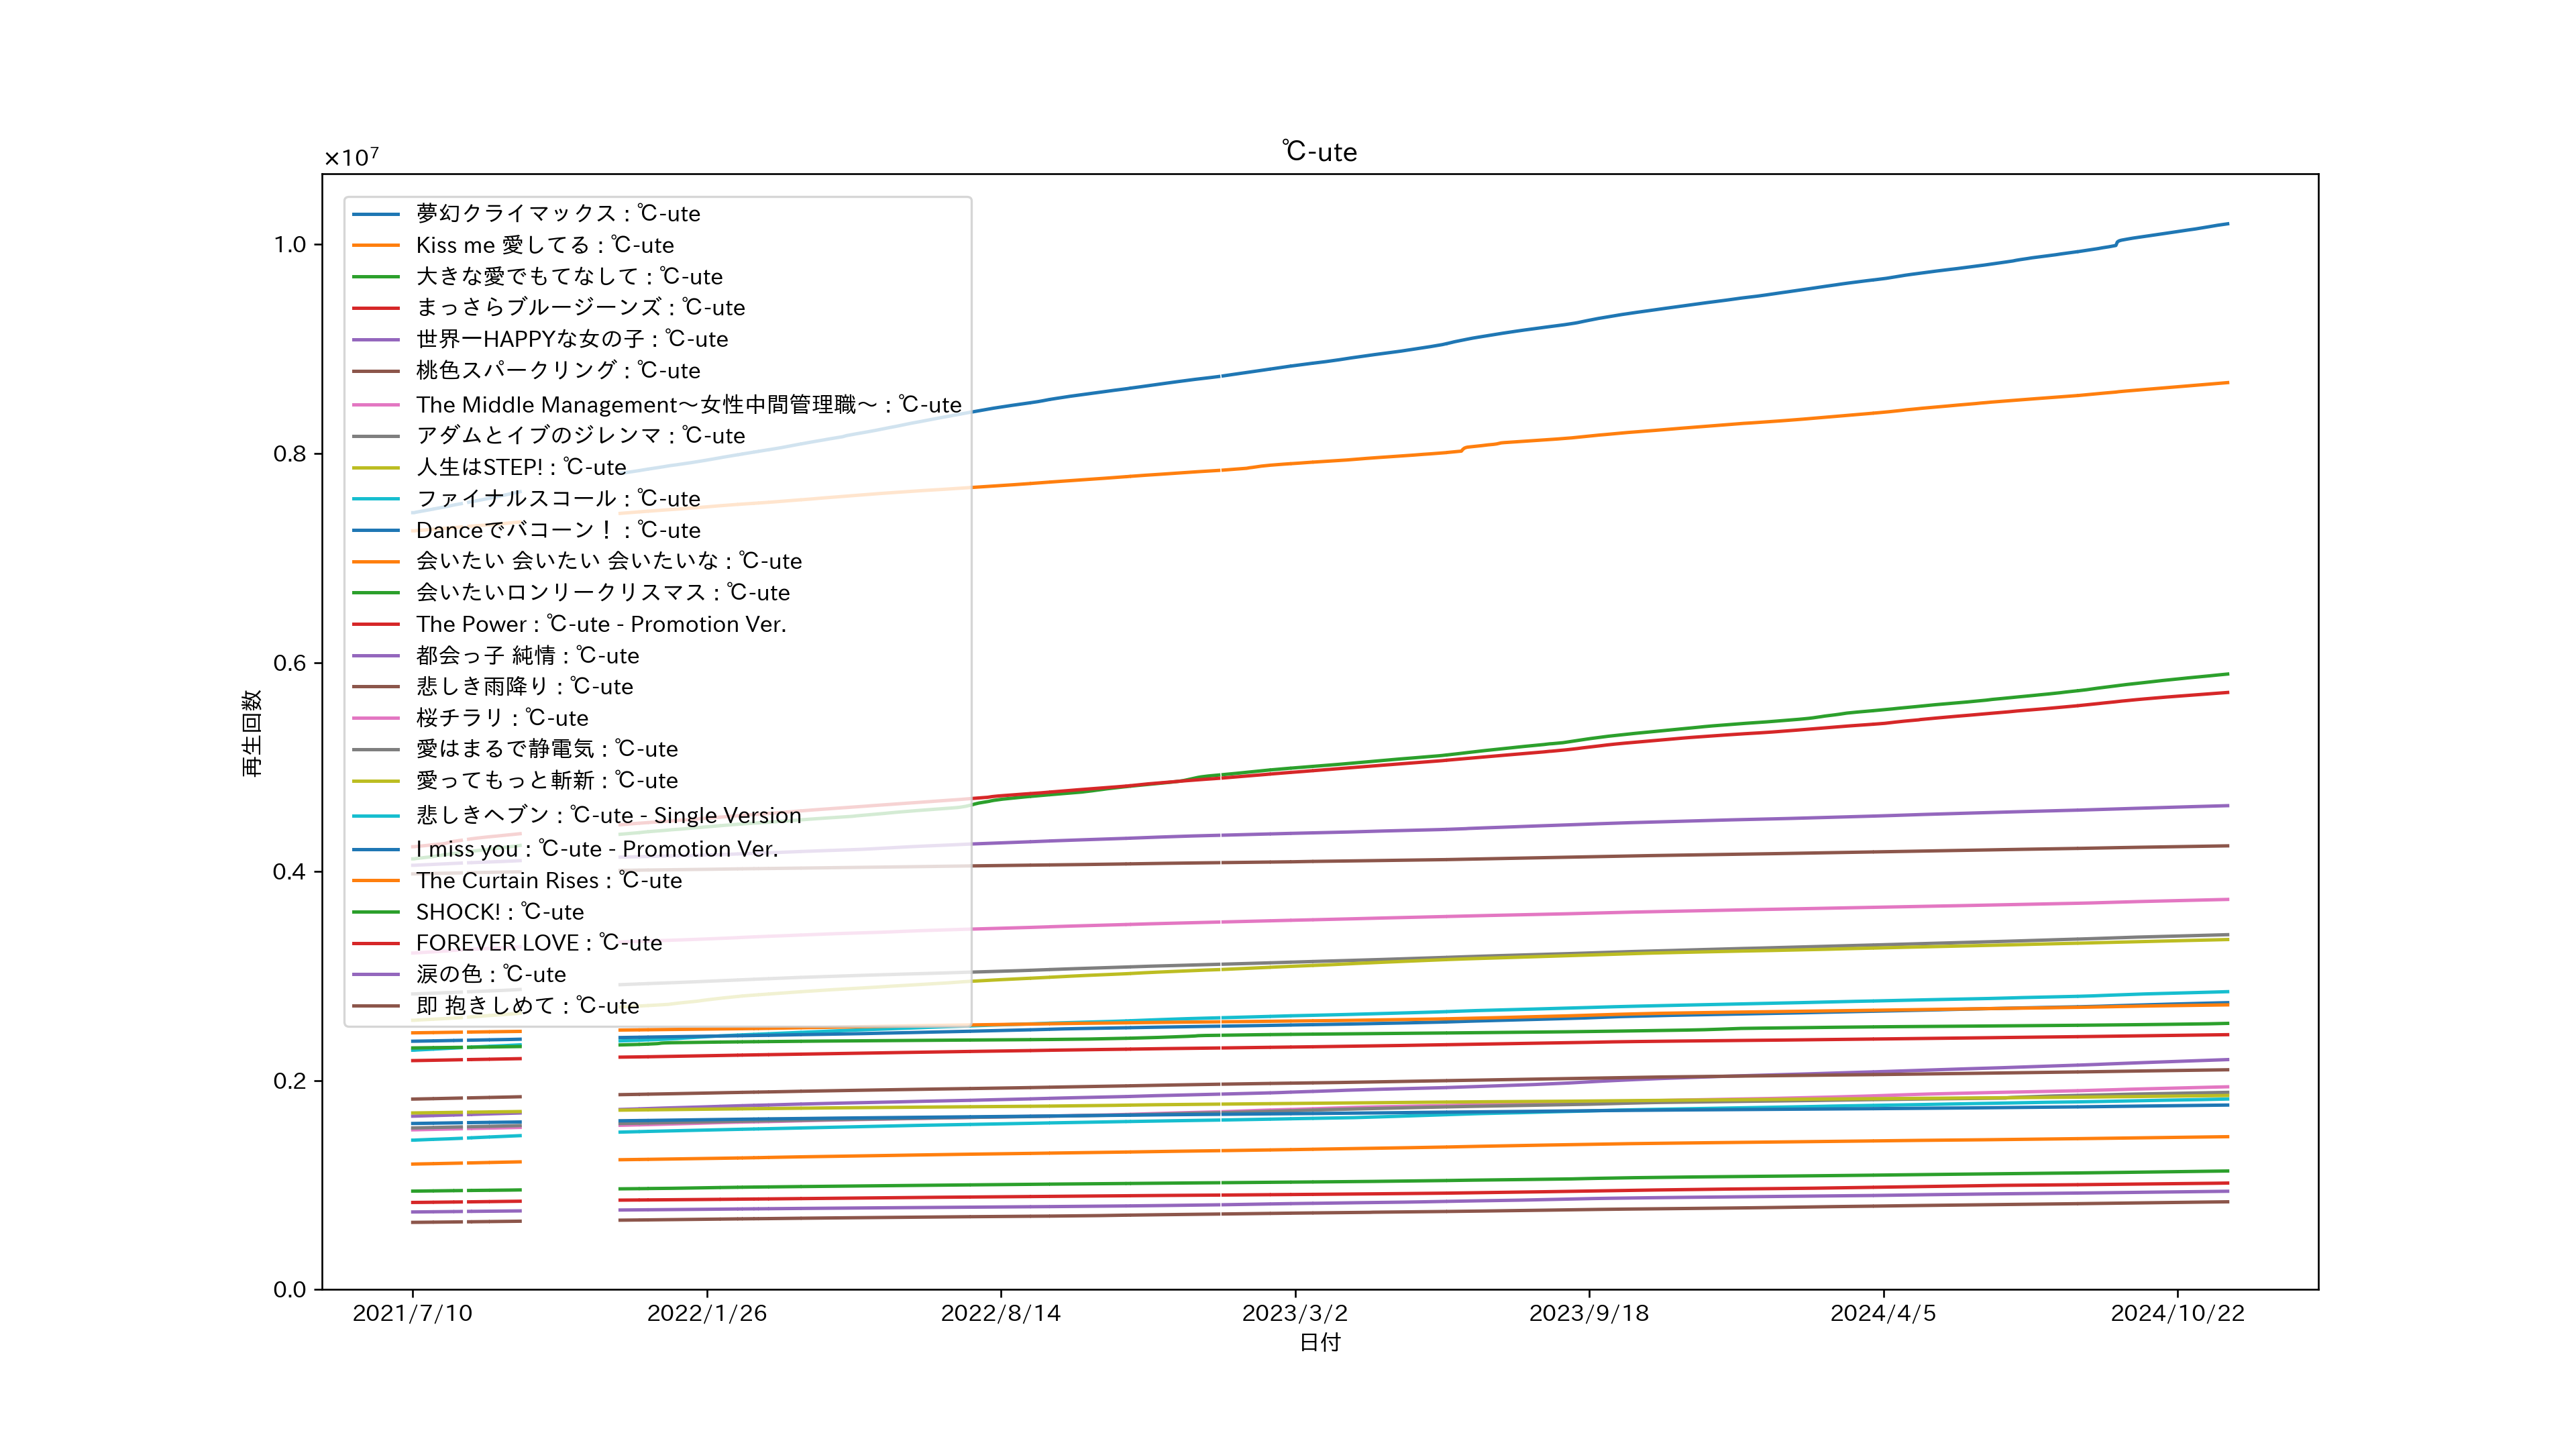 ℃-ute
×10⁷
夢幻クライマックス : ℃-ute
Kiss me 愛してる : ℃-ute
大きな愛でもてなして : ℃-ute
まっさらブルージーンズ : ℃-ute
世界一HAPPYな女の子 : ℃-ute
桃色スパークリング : ℃-ute
The Middle Management～女性中間管理職～ : ℃-ute
アダムとイブのジレンマ : ℃-ute
人生はSTEP! : ℃-ute
ファイナルスコール : ℃-ute
Danceでバコーン！ : ℃-ute
会いたい 会いたい 会いたいな : ℃-ute
会いたいロンリークリスマス : ℃-ute
The Power : ℃-ute - Promotion Ver.
都会っ子 純情 : ℃-ute
悲しき雨降り : ℃-ute
桜チラリ : ℃-ute
愛はまるで静電気 : ℃-ute
愛ってもっと斬新 : ℃-ute
悲しきヘブン : ℃-ute - Single Version
I miss you : ℃-ute - Promotion Ver.
The Curtain Rises : ℃-ute
SHOCK! : ℃-ute
FOREVER LOVE : ℃-ute
涙の色 : ℃-ute
即 抱きしめて : ℃-ute
1.0
0.8
0.6
0.4
0.2
0.0
再生回数
2021/7/10 2022/1/26 2022/8/14 2023/3/2 2023/9/18 2024/4/5 2024/10/22
日付